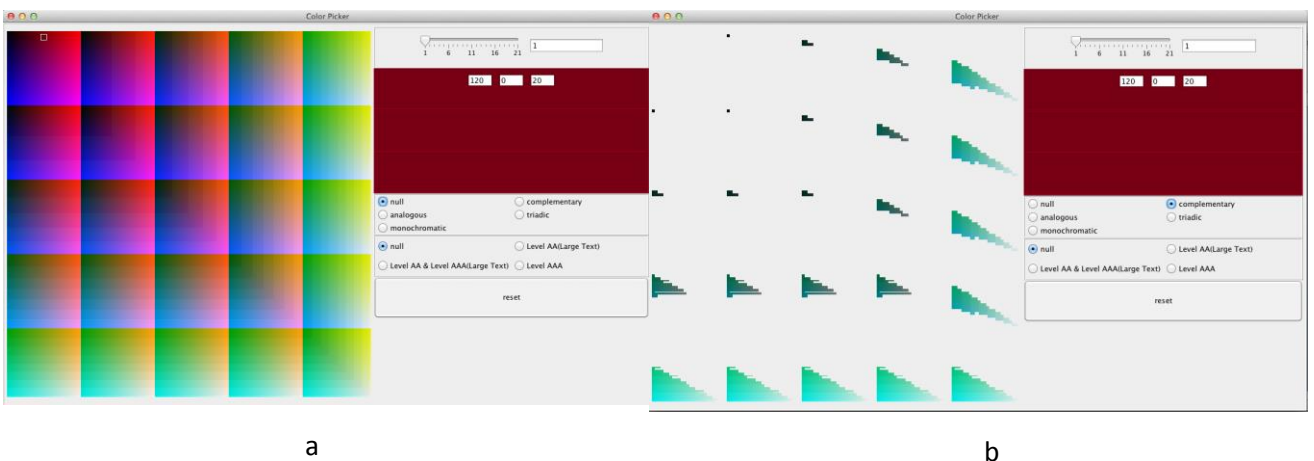 Color Picker
1 6 11 16 21
1
120 0 20
null complementary
analogous triadic
monochromatic
null Level AA(Large Text)
Level AA & Level AAA(Large Text) Level AAA
reset
a
Color Picker
1 6 11 16 21
1
120 0 20
null complementary
analogous triadic
monochromatic
null Level AA(Large Text)
Level AA & Level AAA(Large Text) Level AAA
reset
b